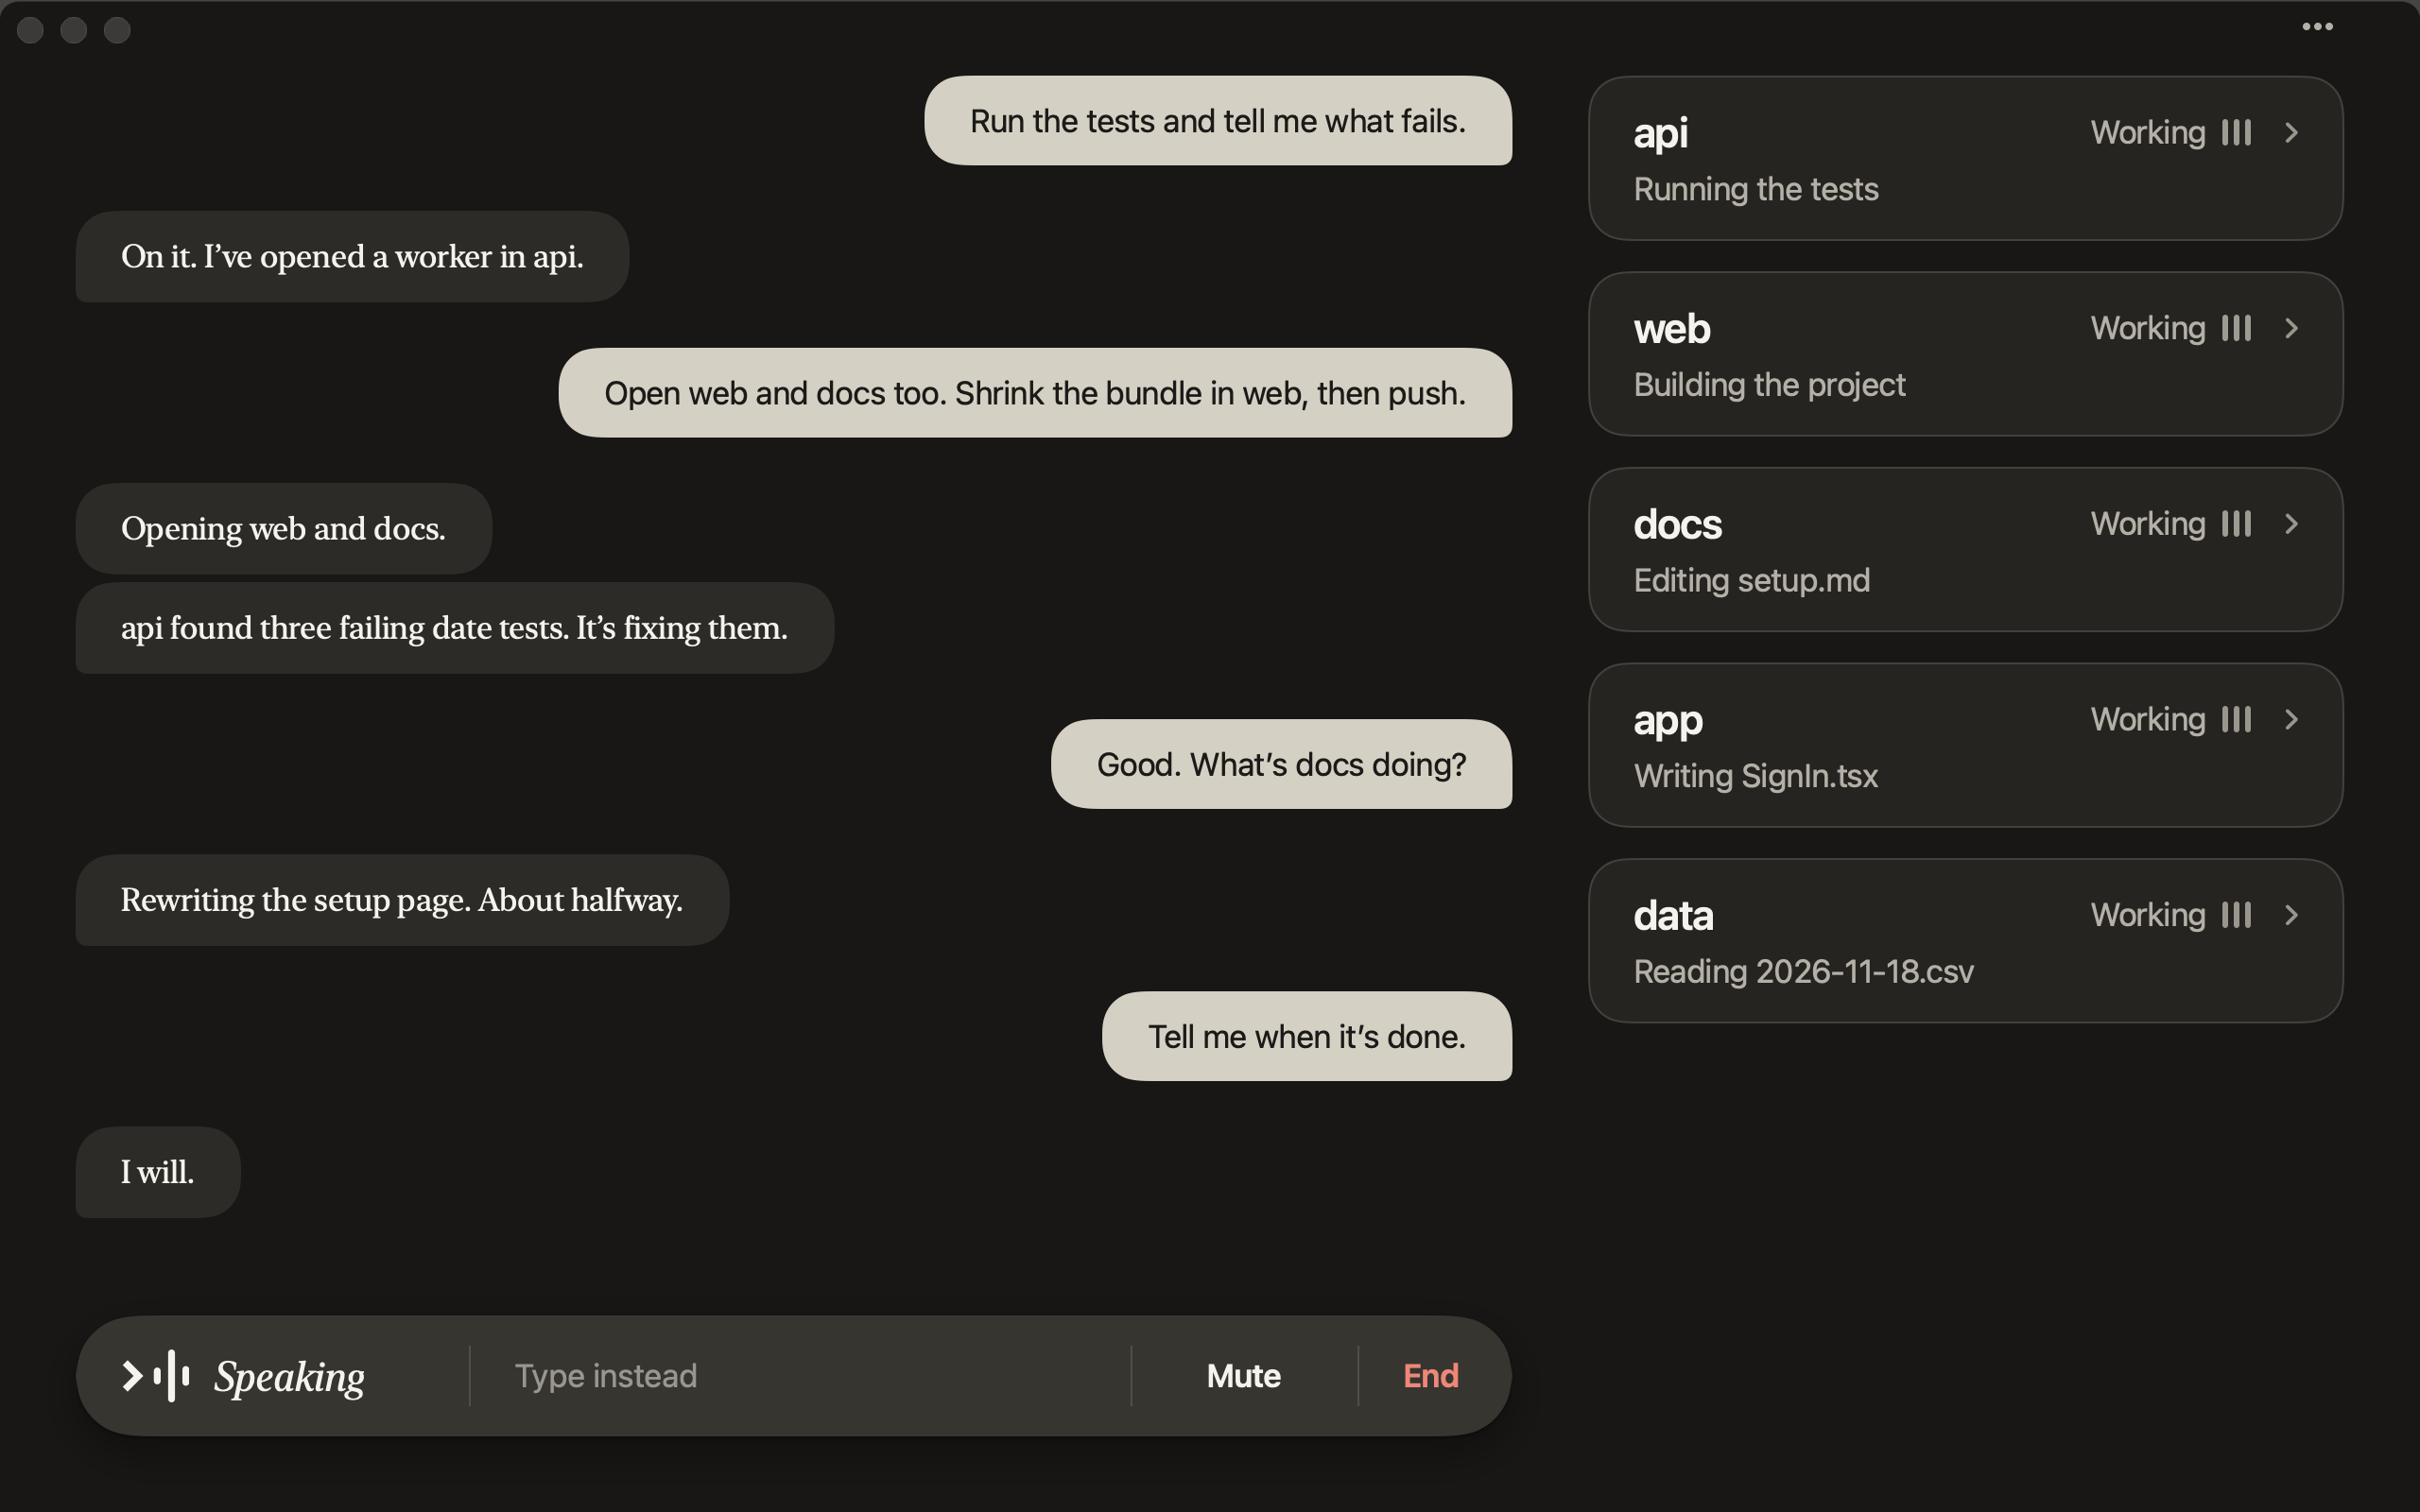 Run the tests and tell me what fails.
On it. I’ve opened a worker in api.
Open web and docs too. Shrink the bundle in web, then push.
Opening web and docs.
api found three failing date tests. It’s fixing them.
Good. What’s docs doing?
Rewriting the setup page. About halfway.
Tell me when it’s done.
I will.
Speaking
Type instead
Mute
End
api
Working
Running the tests
web
Working
Building the project
docs
Working
Editing setup.md
app
Working
Writing SignIn.tsx
data
Working
Reading 2026-11-18.csv